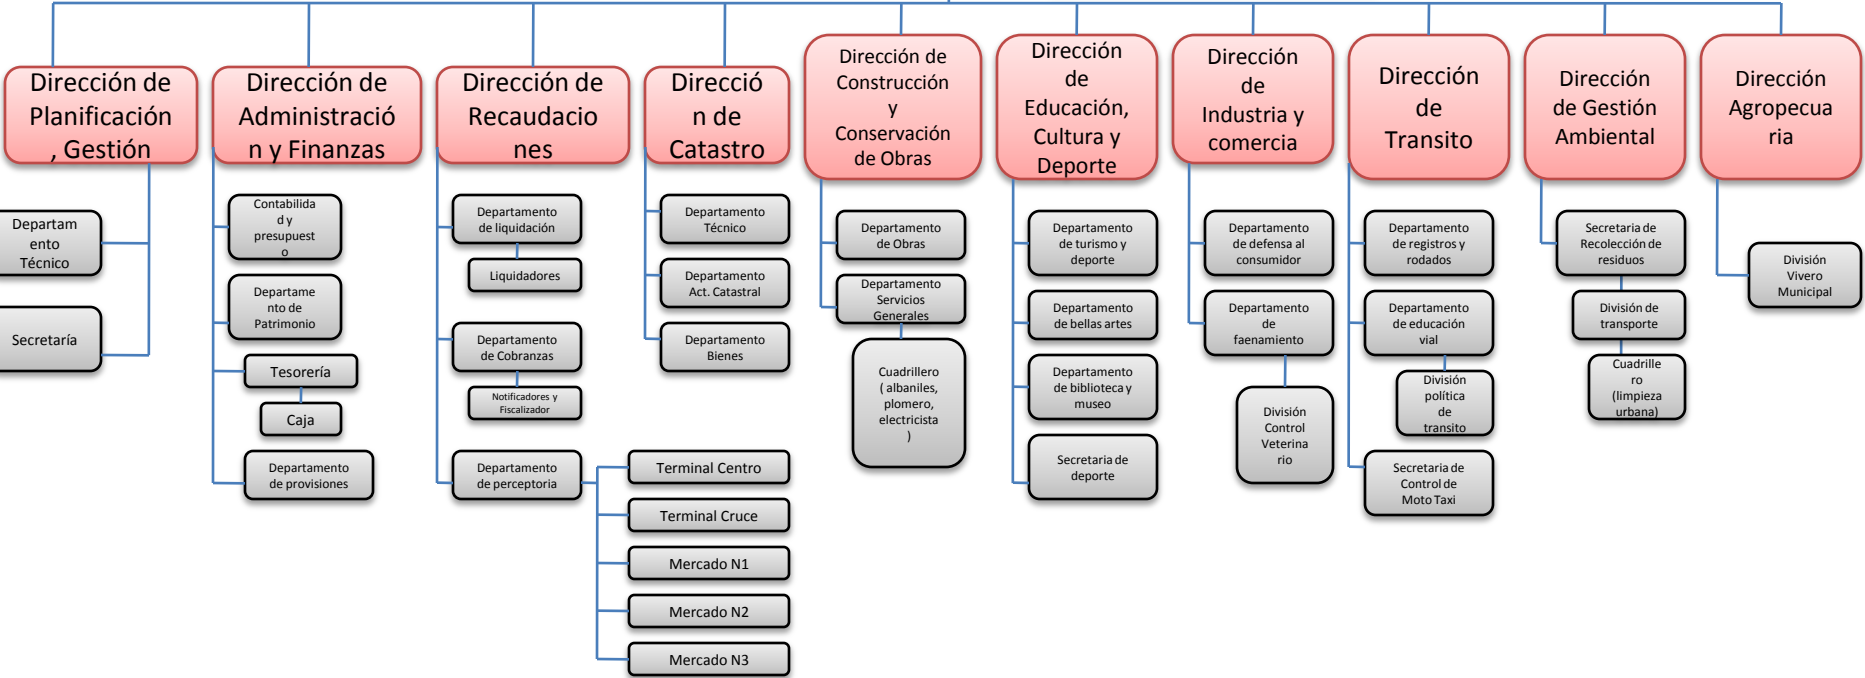 Dirección de
Planificación
, Gestión
Dirección de
Administració
n y Finanzas
Dirección de
Recaudacio
nes
Direcció
n de
Catastro
Dirección de
Construcción
y
Conservación
de Obras
Dirección
de
Educación,
Cultura y
Deporte
Dirección
de
Industria y
comercia
Dirección
de
Transito
Dirección
de Gestión
Ambiental
Dirección
Agropecua
ria
Departam
ento
Técnico
Secretaría
Contabilida
d y
presupuest
o
Departame
nto de
Patrimonio
Tesorería
Caja
Departamento
de provisiones
Departamento
de liquidación
Liquidadores
Departamento
de Cobranzas
Notificadores y
Fiscalizador
Departamento
de perceptoria
Terminal Centro
Terminal Cruce
Mercado N1
Mercado N2
Mercado N3
Departamento
Técnico
Departamento
Act. Catastral
Departamento
Bienes
Departamento
de Obras
Departamento
Servicios
Generales
Cuadrillero
( albaniles,
plomero,
electricista
)
Departamento
de turismo y
deporte
Departamento
de bellas artes
Departamento
de biblioteca y
museo
Secretaria de
deporte
Departamento
de defensa al
consumidor
Departamento
de
faenamiento
División
Control
Veterina
rio
Departamento
de registros y
rodados
Departamento
de educación
vial
División
política
de
transito
Secretaria de
Control de
Moto Taxi
Secretaria de
Recolección de
residuos
División de
transporte
Cuadrille
ro
(limpieza
urbana)
División
Vivero
Municipal